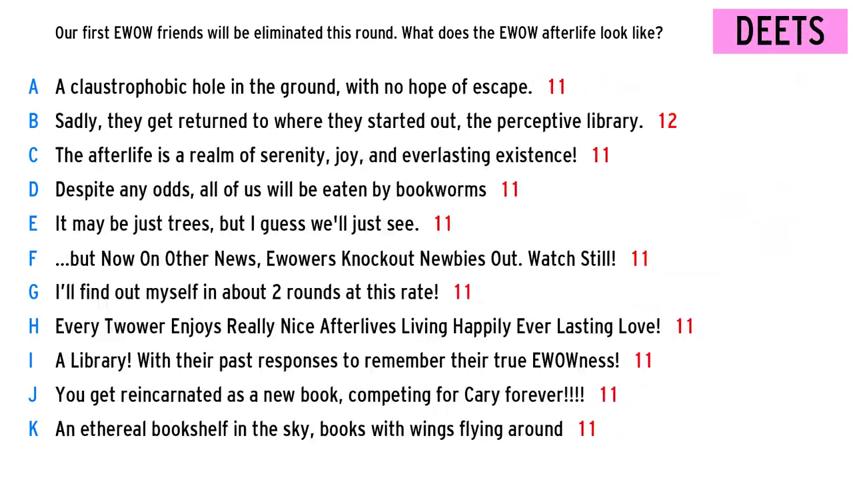 Our first EWOW friends will be eliminated this round. What does the EWOW afterlife look like?
DEETS
A A claustrophobic hole in the ground, with no hope of escape. 11
B Sadly, they get returned to where they started out, the perceptive library. 12
C The afterlife is a realm of serenity, joy, and everlasting existence! 11
D Despite any odds, all of us will be eaten by bookworms 11
E It may be just trees, but I guess we'll just see. 11
F ...but Now On Other News, Ewowers Knockout Newbies Out. Watch Still! 11
G I'll find out myself in about 2 rounds at this rate! 11
H Every Twower Enjoys Really Nice Afterlives Living Happily Ever Lasting Love! 11
I A Library! With their past responses to remember their true EWOWness! 11
J You get reincarnated as a new book, competing for Cary forever!!!! 11
K An ethereal bookshelf in the sky, books with wings flying around 11